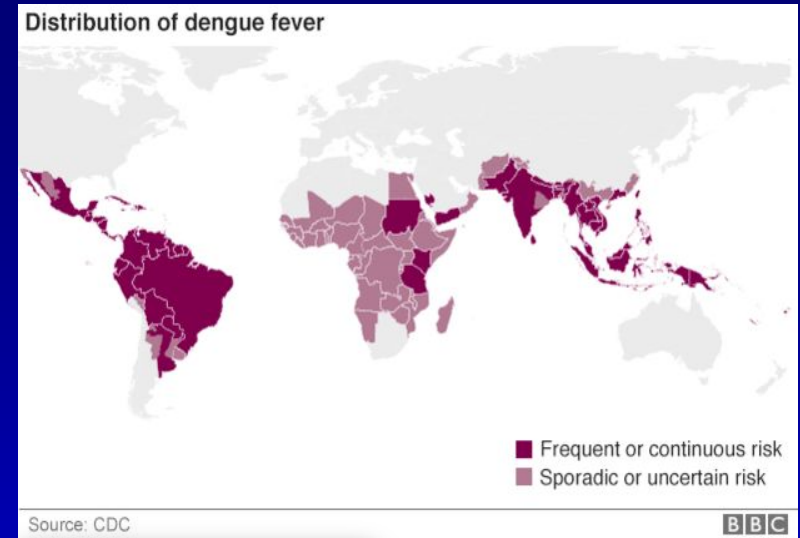 Distribution of dengue fever
Frequent or continuous risk
Sporadic or uncertain risk
Source: CDC
BBC